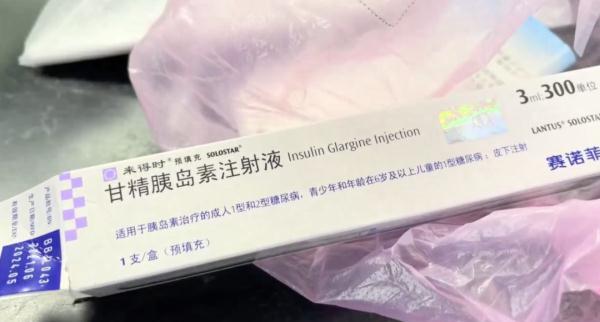 来得时® 预填充 SOLOSTAR®
甘精胰岛素注射液 Insulin Glargine Injection
3ml:300单位
LANTUS® SOLOSTAR
赛诺菲
适用于胰岛素治疗的成人1型和2型糖尿病,青少年和年龄在6岁及以上儿童的1型糖尿病;皮下注射
1支/盒(预填充)
2024.05